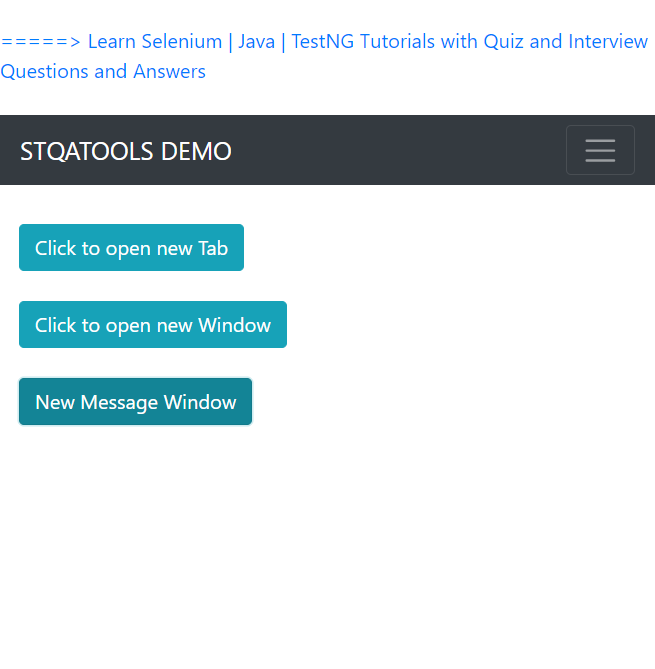 =====> Learn Selenium | Java | TestNG Tutorials with Quiz and Interview
Questions and Answers
STQATOOLS DEMO
Click to open new Tab
Click to open new Window
New Message Window